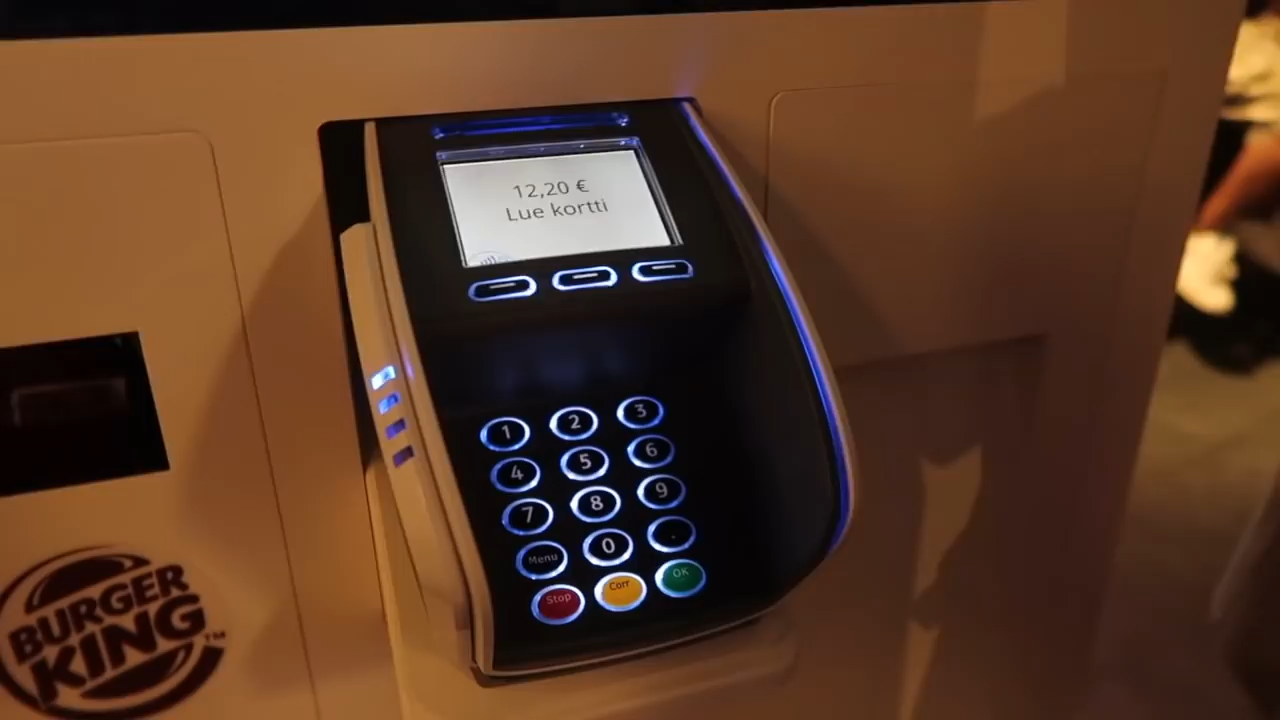 12,20 €
Lue kortti
1 2 3
4 5 6
7 8 9
Menu 0 .
Stop Corr OK
BURGER
KING™